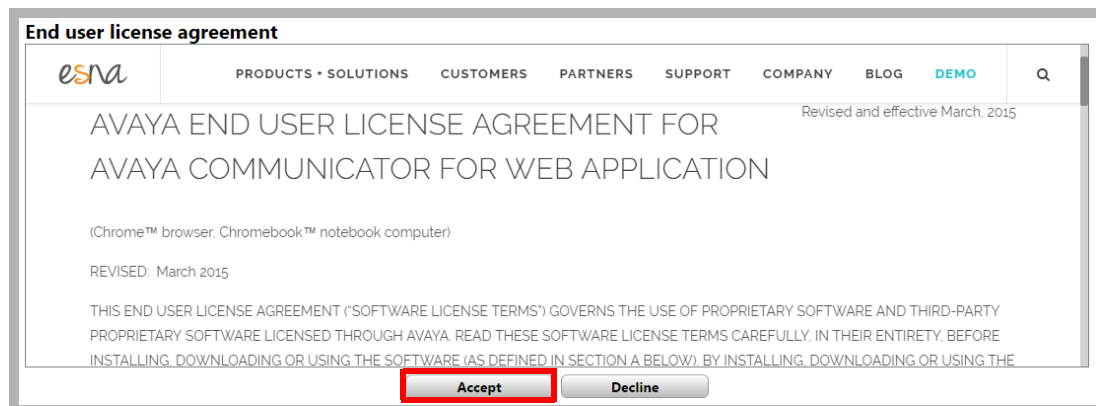 End user license agreement
esna PRODUCTS + SOLUTIONS CUSTOMERS PARTNERS SUPPORT COMPANY BLOG DEMO
Revised and effective March, 2015
AVAYA END USER LICENSE AGREEMENT FOR
AVAYA COMMUNICATOR FOR WEB APPLICATION
(Chrome™ browser, Chromebook™ notebook computer)
REVISED: March 2015
THIS END USER LICENSE AGREEMENT (“SOFTWARE LICENSE TERMS”) GOVERNS THE USE OF PROPRIETARY SOFTWARE AND THIRD-PARTY
PROPRIETARY SOFTWARE LICENSED THROUGH AVAYA. READ THESE SOFTWARE LICENSE TERMS CAREFULLY, IN THEIR ENTIRETY, BEFORE
INSTALLING, DOWNLOADING OR USING THE SOFTWARE (AS DEFINED IN SECTION A BELOW). BY INSTALLING, DOWNLOADING OR USING THE
Accept Decline